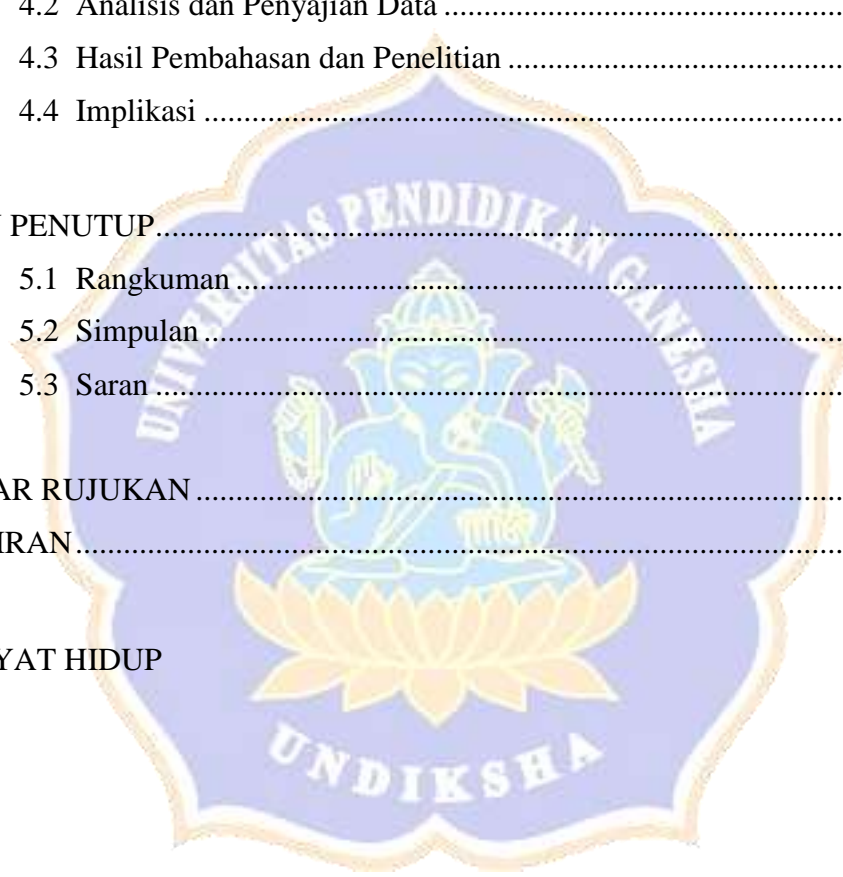 4.2 Analisis dan Penyajian Data ........................................................
4.3 Hasil Pembahasan dan Penelitian ................................................
4.4 Implikasi ......................................................................................
PENUTUP............................................................................................
5.1 Rangkuman ..................................................................................
5.2 Simpulan ......................................................................................
5.3 Saran ............................................................................................
AR RUJUKAN ......................................................................................
IRAN....................................................................................................
YAT HIDUP
UNIVERSITAS PENDIDIKAN GANESHA
UNDIKSHA